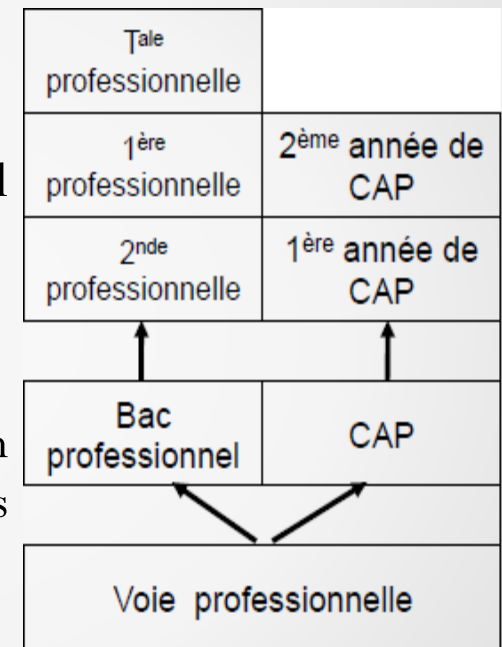 Tale
professionnelle
1ère
professionnelle
2ème année de
CAP
l
2nde
professionnelle
1ère année de
CAP
Bac
professionnel
CAP
n
s
Voie professionnelle